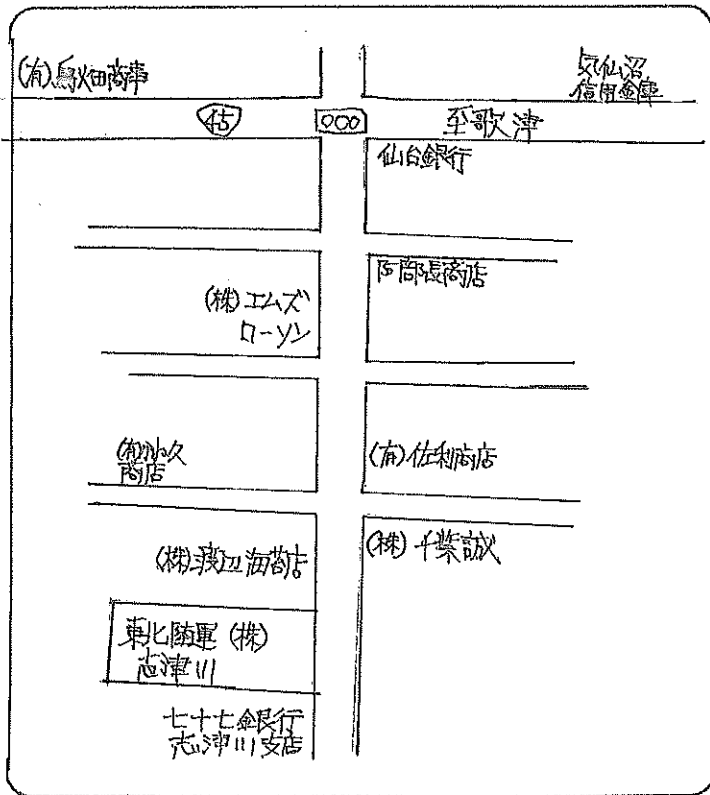 (有)鳥畑商事
気仙沼
信用金庫
45
至歌津
仙台銀行
阿部長商店
(株)エムズ
ローソン
(有)小久
商店
(有)佐利商店
(株)渡辺海苔店
(株)千葉誠
東北陸運(株)
志津川
七十七銀行
志津川支店